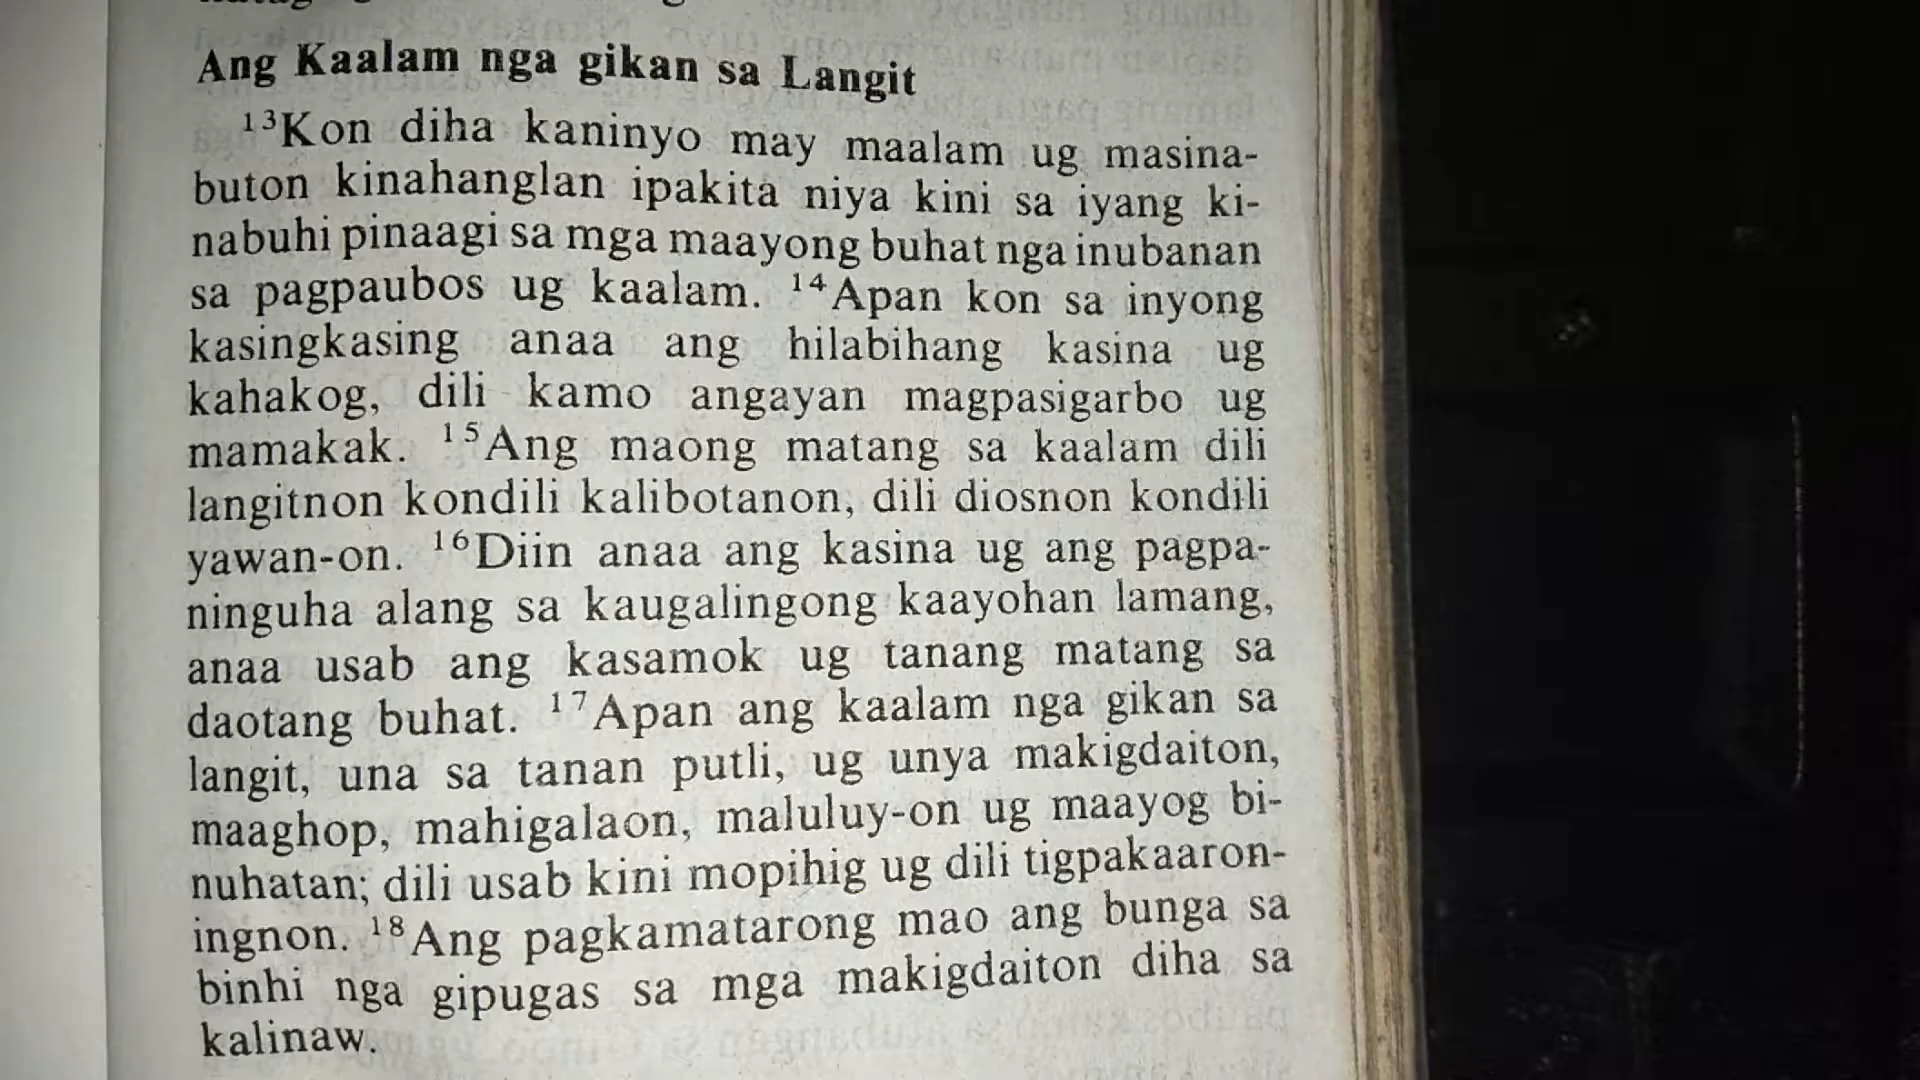 Ang Kaalam nga gikan sa Langit
¹³Kon diha kaninyo may maalam ug masina-
buton kinahanglan ipakita niya kini sa iyang ki-
nabuhi pinaagi sa mga maayong buhat nga inubanan
sa pagpaubos ug kaalam. ¹⁴Apan kon sa inyong
kasingkasing anaa ang hilabihang kasina ug
kahakog, dili kamo angayan magpasigarbo ug
mamakak. ¹⁵Ang maong matang sa kaalam dili
langitnon kondili kalibotanon, dili diosnon kondili
yawan-on. ¹⁶Diin anaa ang kasina ug ang pagpa-
ninguha alang sa kaugalingong kaayohan lamang,
anaa usab ang kasamok ug tanang matang sa
daotang buhat. ¹⁷Apan ang kaalam nga gikan sa
langit, una sa tanan putli, ug unya makigdaiton,
maaghop, mahigalaon, maluluy-on ug maayog bi-
nuhatan; dili usab kini mopihig ug dili tigpakaaron-
ingnon. ¹⁸Ang pagkamatarong mao ang bunga sa
binhi nga gipugas sa mga makigdaiton diha sa
kalinaw.